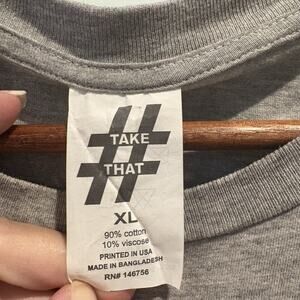 TAKE
THAT
XL
90% cotton
10% viscose
PRINTED IN USA
MADE IN BANGLADESH
RN# 146756